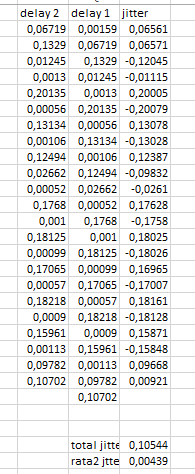 delay 2 delay 1 jitter
0,06719 0,00159 0,06561
0,1329 0,06719 0,06571
0,01245 0,1329 -0,12045
0,0013 0,01245 -0,01115
0,20135 0,0013 0,20005
0,00056 0,20135 -0,20079
0,13134 0,00056 0,13078
0,00106 0,13134 -0,13028
0,12494 0,00106 0,12387
0,02662 0,12494 -0,09832
0,00052 0,02662 -0,0261
0,1768 0,00052 0,17628
0,001 0,1768 -0,1758
0,18125 0,001 0,18025
0,00099 0,18125 -0,18026
0,17065 0,00099 0,16965
0,00057 0,17065 -0,17007
0,18218 0,00057 0,18161
0,0009 0,18218 -0,18128
0,15961 0,0009 0,15871
0,00113 0,15961 -0,15848
0,09782 0,00113 0,09668
0,10702 0,09782 0,00921
0,10702
total jitte 0,10544
rata2 jtte 0,00439